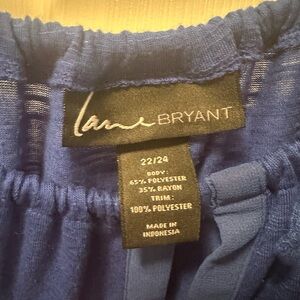 Lane BRYANT
22/24
BODY:
65% POLYESTER
35% RAYON
TRIM:
100% POLYESTER
MADE IN
INDONESIA